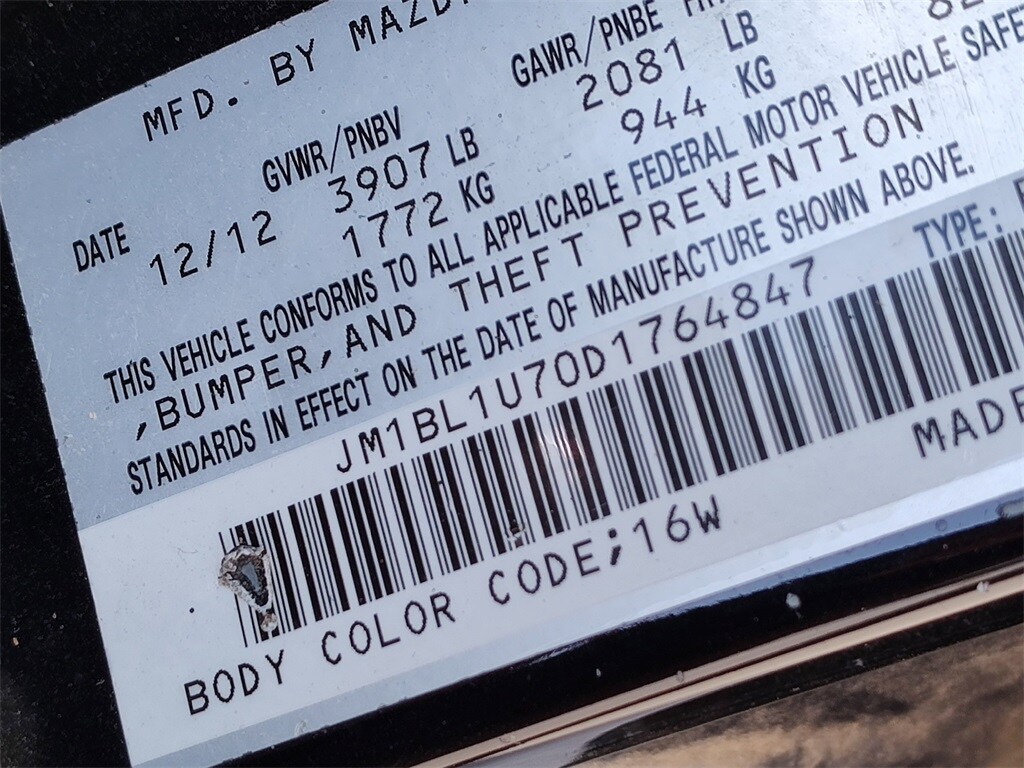 MFD. BY MAZD
GVWR/PNBV GAWR/PNBE
DATE 3907 LB 2081 LB
12/12 1772 KG 944 KG
THIS VEHICLE CONFORMS TO ALL APPLICABLE FEDERAL MOTOR VEHICLE SAFE
,BUMPER,AND THEFT PREVENTION
STANDARDS IN EFFECT ON THE DATE OF MANUFACTURE SHOWN ABOVE.
JM1BL1U70D1764847 TYPE:
BODY COLOR CODE;16W MADE